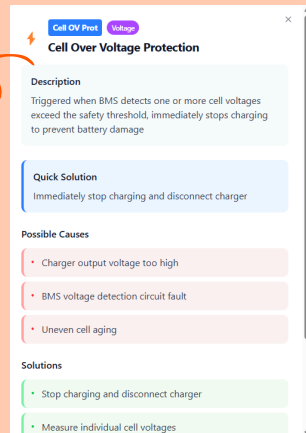 Cell OV Prot Voltage
×
Cell Over Voltage Protection
Description
Triggered when BMS detects one or more cell voltages
exceed the safety threshold, immediately stops charging
to prevent battery damage
Quick Solution
Immediately stop charging and disconnect charger
Possible Causes
• Charger output voltage too high
• BMS voltage detection circuit fault
• Uneven cell aging
Solutions
• Stop charging and disconnect charger
• Measure individual cell voltages